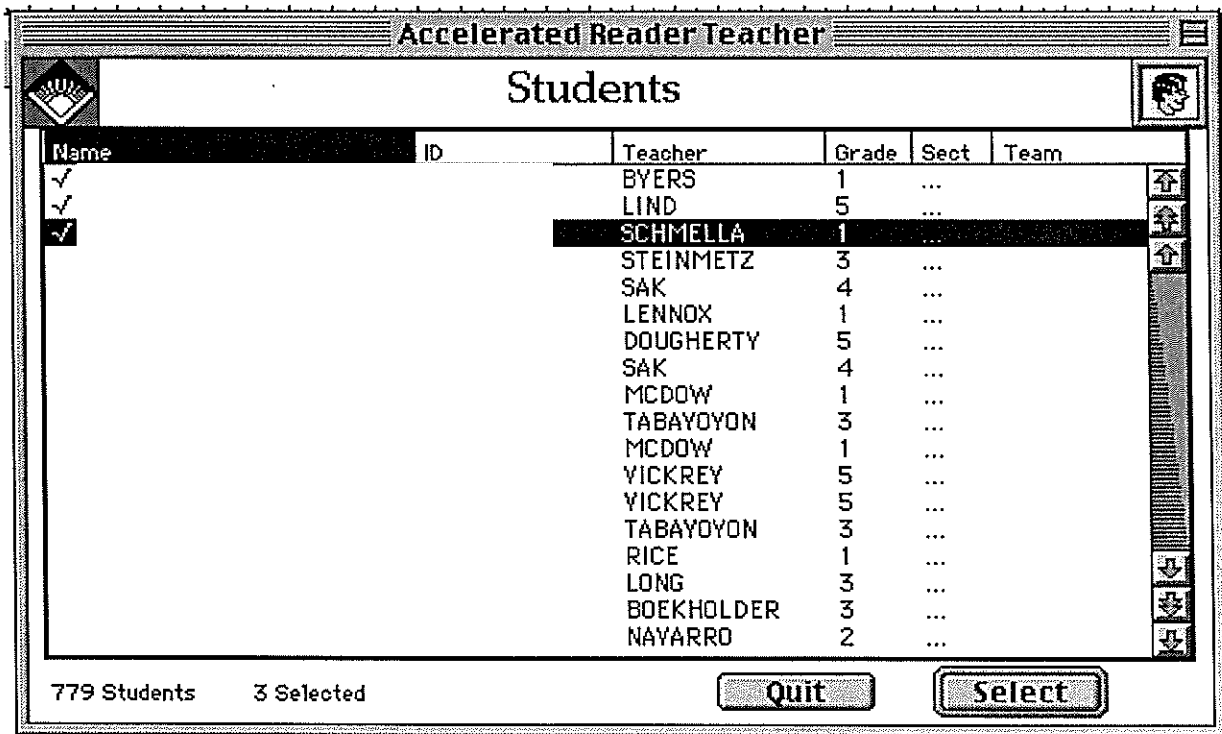 Accelerated Reader Teacher
Students
Name ID Teacher Grade Sect Team
√ BYERS 1 ...
√ LIND 5 ...
√ SCHMELLA 1 ...
STEINMETZ 3 ...
SAK 4 ...
LENNOX 1 ...
DOUGHERTY 5 ...
SAK 4 ...
MCDOW 1 ...
TABAYOYON 3 ...
MCDOW 1 ...
VICKREY 5 ...
VICKREY 5 ...
TABAYOYON 3 ...
RICE 1 ...
LONG 3 ...
BOEKHOLDER 3 ...
NAVARRO 2 ...
779 Students 3 Selected Quit Select